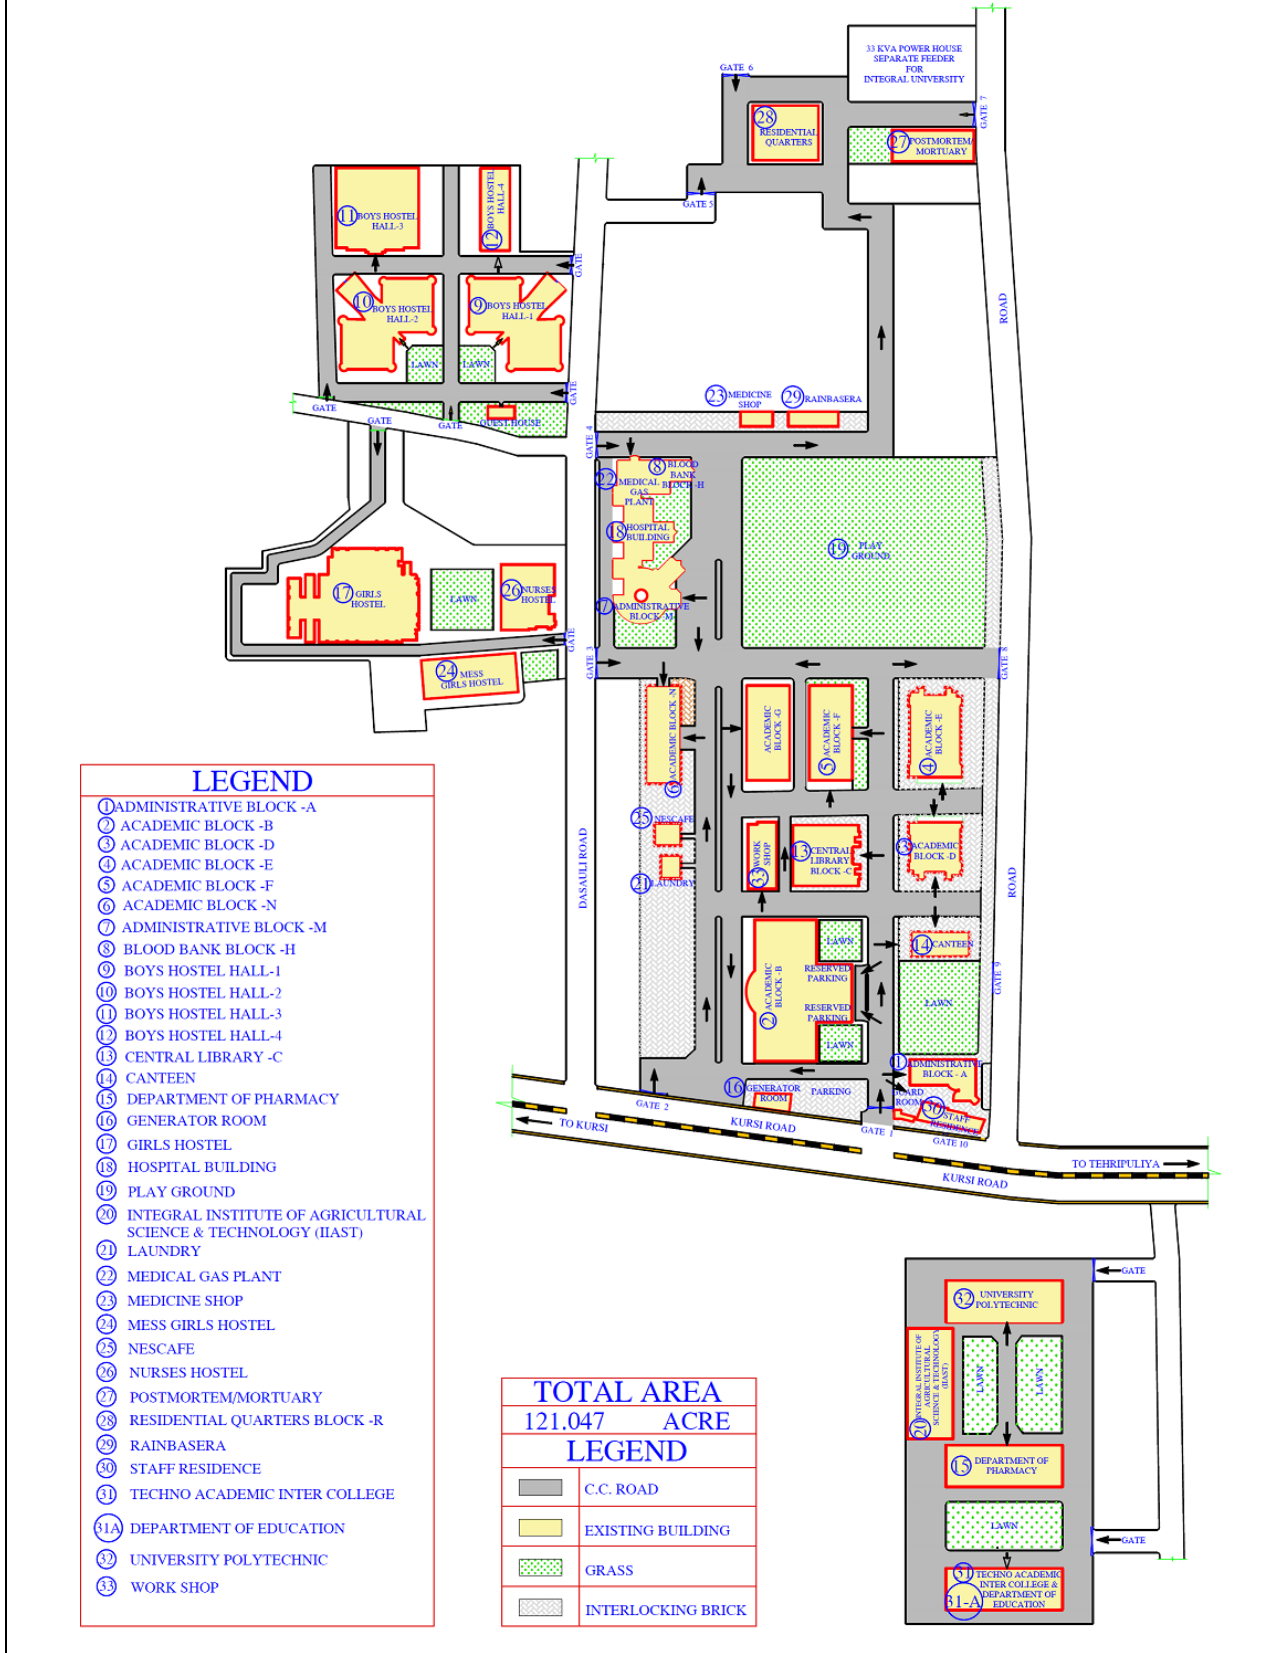 33 KVA POWER HOUSE
SEPARATE FEEDER
FOR
INTEGRAL UNIVERSITY
GATE 6
GATE 7
28
RESIDENTIAL
QUARTERS
27
POSTMORTEM/
MORTUARY
GATE 5
11
BOYS HOSTEL
HALL-3
12
BOYS HOSTEL
HALL-4
GATE
10
BOYS HOSTEL
HALL-2
9
BOYS HOSTEL
HALL-1
ROAD
LAWN
LAWN
GATE
GATE
GATE
GATE
GUEST HOUSE
23
MEDICINE
SHOP
29
RAINBASERA
GATE 4
22
MEDICAL
GAS
PLANT
8
BLOOD
BANK
BLOCK -H
18
HOSPITAL
BUILDING
19
PLAY
GROUND
17
GIRLS
HOSTEL
LAWN
26
NURSES
HOSTEL
7
ADMINISTRATIVE
BLOCK -M
GATE
GATE 3
GATE 8
24
MESS
GIRLS HOSTEL
6
ACADEMIC BLOCK -N
ACADEMIC
BLOCK -G
5
ACADEMIC
BLOCK -F
4
ACADEMIC
BLOCK -E
25
NESCAFE
21
LAUNDRY
33
WORK
SHOP
13
CENTRAL
LIBRARY
BLOCK -C
3
ACADEMIC
BLOCK -D
DASAULI ROAD
ROAD
2
ACADEMIC
BLOCK -B
LAWN
RESERVED
PARKING
RESERVED
PARKING
LAWN
14
CANTEEN
LAWN
GATE 9
1
ADMINISTRATIVE
BLOCK - A
16
GENERATOR
ROOM
PARKING
GUARD
ROOM
30
STAFF
RESIDENCE
GATE 2
GATE 1
GATE 10
TO KURSI
KURSI ROAD
KURSI ROAD
TO TEHRIPULIYA
GATE
32
UNIVERSITY
POLYTECHNIC
20
INTEGRAL INSTITUTE OF
AGRICULTURAL
SCIENCE & TECHNOLOGY
(IIAST)
LAWN
LAWN
15
DEPARTMENT OF
PHARMACY
LAWN
GATE
31
31-A
TECHNO ACADEMIC
INTER COLLEGE &
DEPARTMENT OF
EDUCATION
LEGEND
1 ADMINISTRATIVE BLOCK -A
2 ACADEMIC BLOCK -B
3 ACADEMIC BLOCK -D
4 ACADEMIC BLOCK -E
5 ACADEMIC BLOCK -F
6 ACADEMIC BLOCK -N
7 ADMINISTRATIVE BLOCK -M
8 BLOOD BANK BLOCK -H
9 BOYS HOSTEL HALL-1
10 BOYS HOSTEL HALL-2
11 BOYS HOSTEL HALL-3
12 BOYS HOSTEL HALL-4
13 CENTRAL LIBRARY -C
14 CANTEEN
15 DEPARTMENT OF PHARMACY
16 GENERATOR ROOM
17 GIRLS HOSTEL
18 HOSPITAL BUILDING
19 PLAY GROUND
20 INTEGRAL INSTITUTE OF AGRICULTURAL
SCIENCE & TECHNOLOGY (IIAST)
21 LAUNDRY
22 MEDICAL GAS PLANT
23 MEDICINE SHOP
24 MESS GIRLS HOSTEL
25 NESCAFE
26 NURSES HOSTEL
27 POSTMORTEM/MORTUARY
28 RESIDENTIAL QUARTERS BLOCK -R
29 RAINBASERA
30 STAFF RESIDENCE
31 TECHNO ACADEMIC INTER COLLEGE
31A DEPARTMENT OF EDUCATION
32 UNIVERSITY POLYTECHNIC
33 WORK SHOP
TOTAL AREA
121.047 ACRE
LEGEND
C.C. ROAD
EXISTING BUILDING
GRASS
INTERLOCKING BRICK